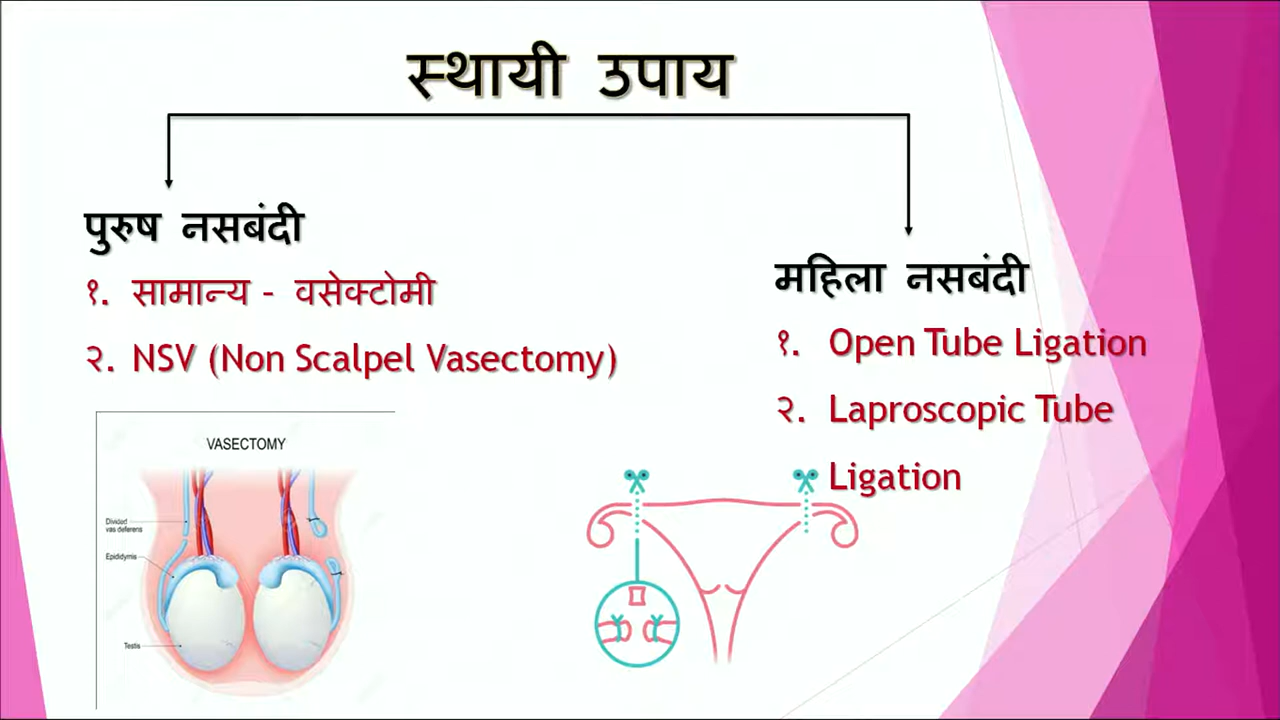 स्थायी उपाय
पुरुष नसबंदी
१. सामान्य - वसेक्टोमी
२. NSV (Non Scalpel Vasectomy)
महिला नसबंदी
१. Open Tube Ligation
२. Laproscopic Tube
Ligation
VASECTOMY
Divided
vas deferens
Epididymis
Testis